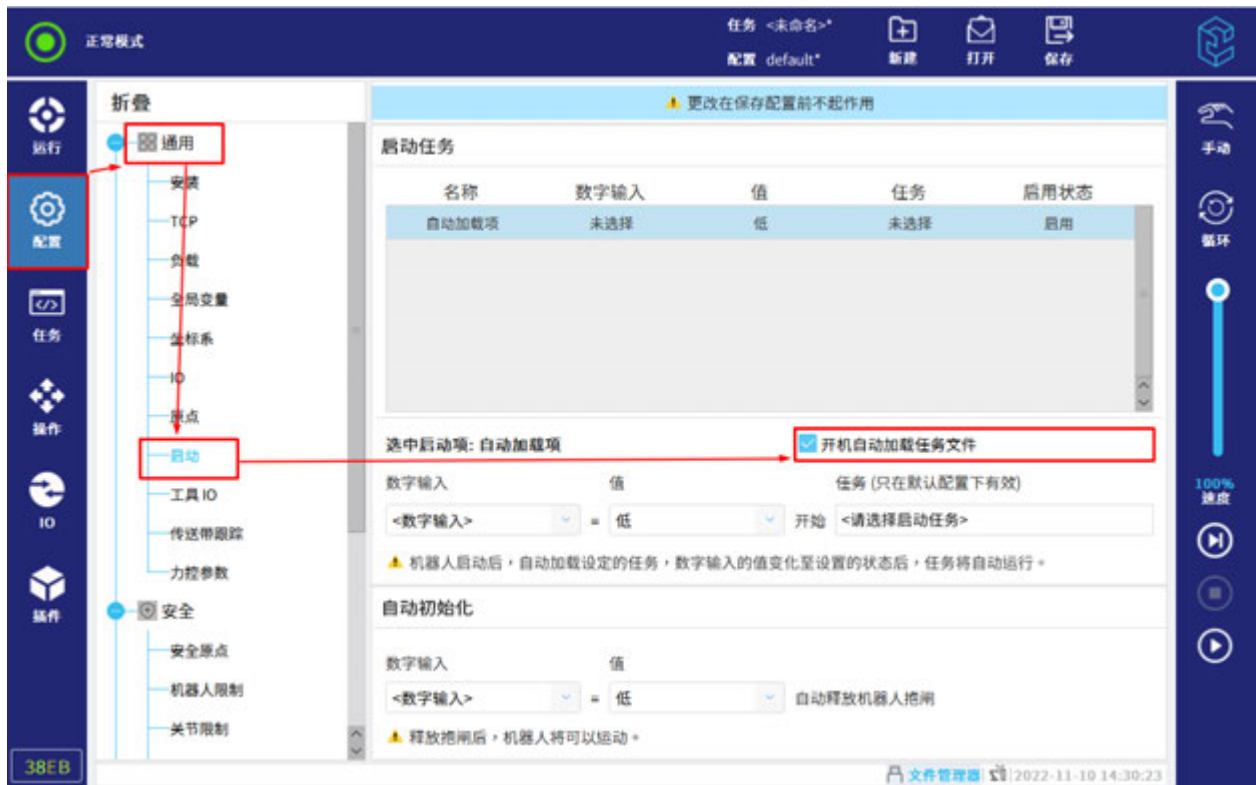 正常模式
任务 <未命名>*
配置 default*
新建
打开
保存
运行
配置
任务
操作
IO
插件
38EB
折叠
通用
安装
TCP
负载
全局变量
坐标系
IO
原点
启动
工具 IO
传送带跟踪
力控参数
安全
安全原点
机器人限制
关节限制
更改在保存配置前不起作用
启动任务
名称 数字输入 值 任务 启用状态
自动加载项 未选择 低 未选择 启用
选中启动项: 自动加载项 开机自动加载任务文件
数字输入 值 任务 (只在默认配置下有效)
<数字输入> = 低 开始 <请选择启动任务>
机器人启动后，自动加载设定的任务，数字输入的值变化至设置的状态后，任务将自动运行。
自动初始化
数字输入 值
<数字输入> = 低 自动释放机器人抱闸
释放抱闸后，机器人将可以运动。
文件管理器 2022-11-10 14:30:23
手动
循环
100%
速度